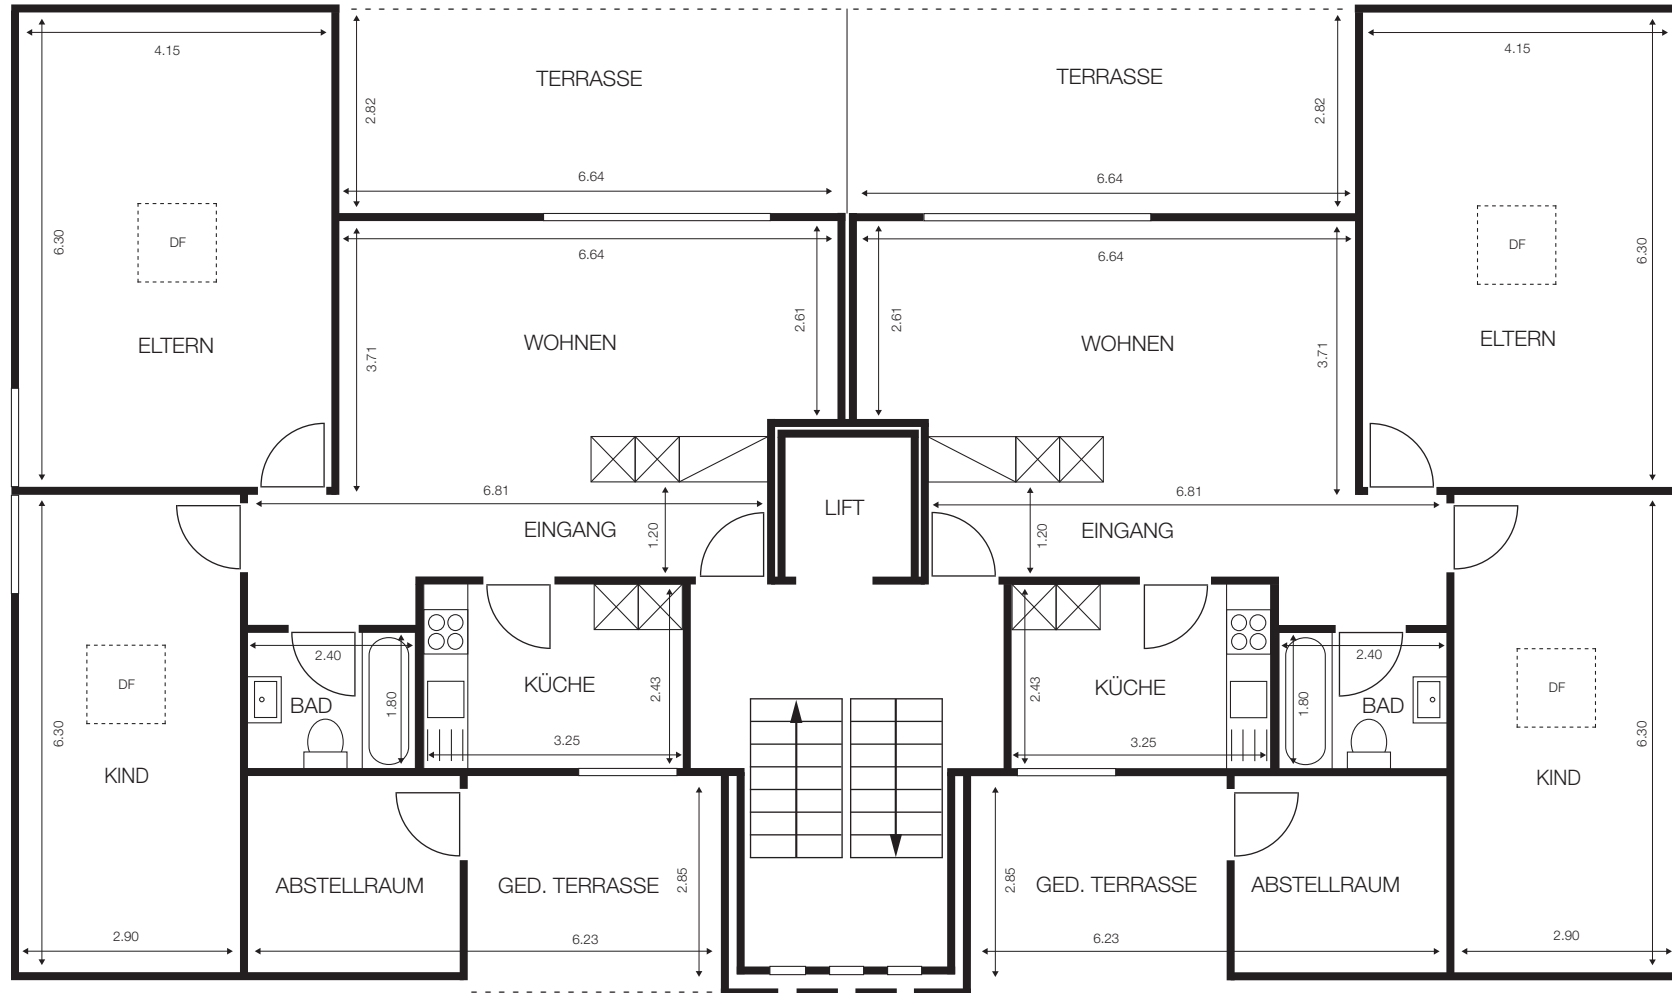 4.15
4.15
TERRASSE
TERRASSE
2.82
2.82
6.64
6.64
6.30
DF
DF
6.30
6.64
6.64
2.61
2.61
ELTERN
WOHNEN
WOHNEN
ELTERN
3.71
3.71
6.81
6.81
LIFT
EINGANG
1.20
1.20
EINGANG
2.40
2.40
DF
KÜCHE
2.43
2.43
KÜCHE
DF
BAD
1.80
1.80
BAD
6.30
6.30
3.25
3.25
KIND
KIND
ABSTELLRAUM
GED. TERRASSE
2.85
2.85
GED. TERRASSE
ABSTELLRAUM
2.90
6.23
6.23
2.90